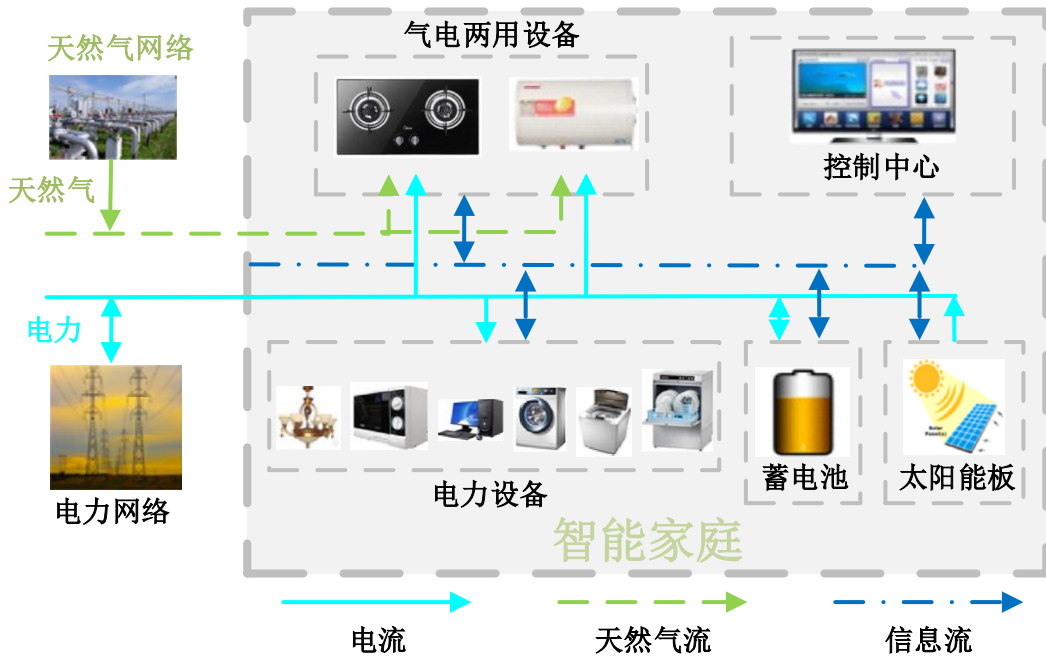 气电两用设备
天然气网络
控制中心
天然气
电力
电力网络
电力设备
蓄电池
太阳能板
智能家庭
电流
天然气流
信息流